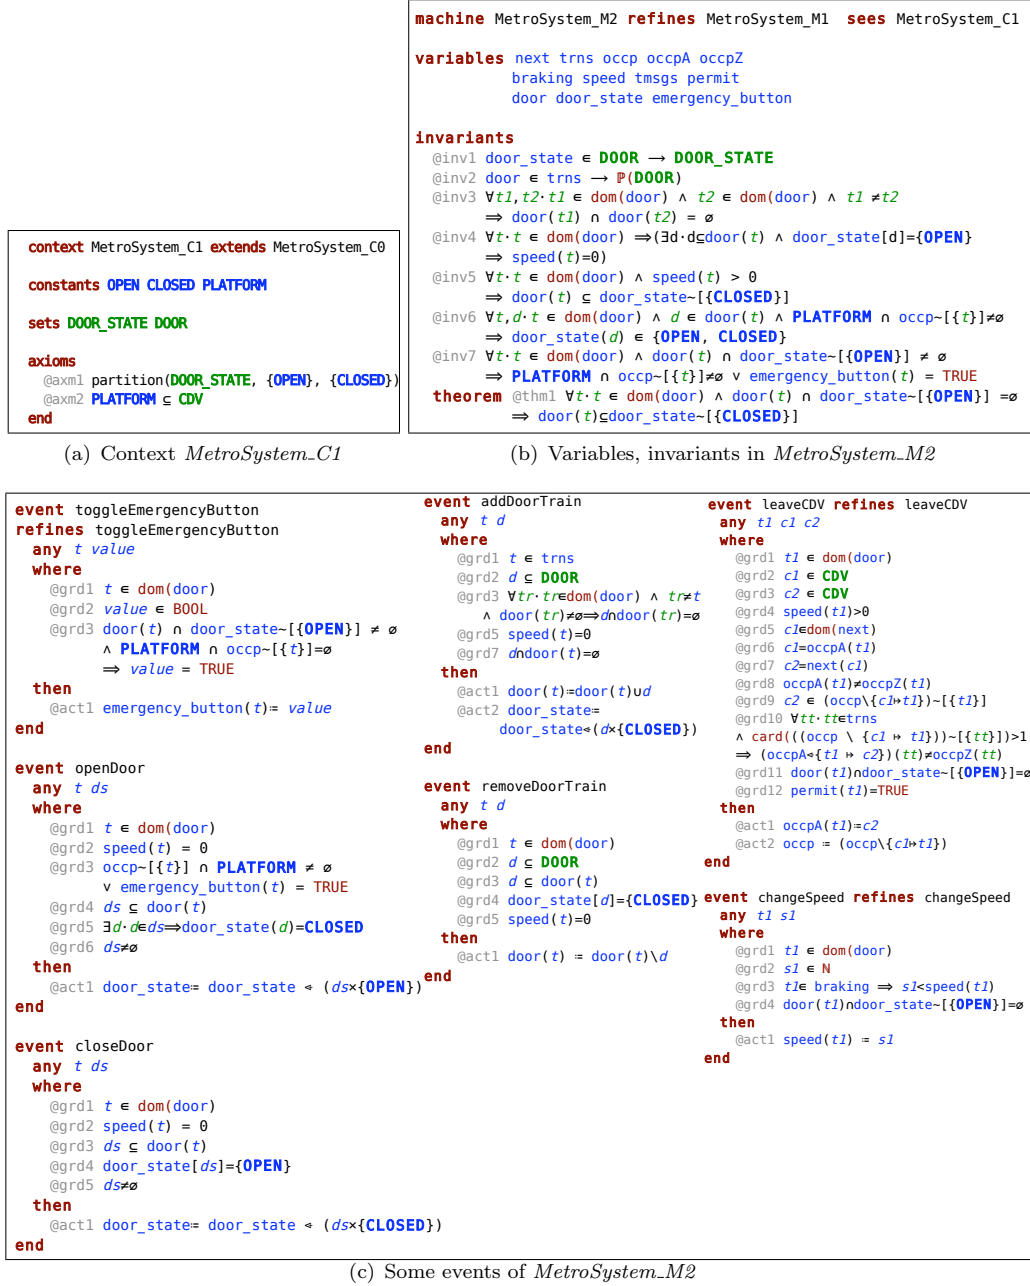 context MetroSystem_C1 extends MetroSystem_C0
constants OPEN CLOSED PLATFORM
sets DOOR_STATE DOOR
axioms
@axm1 partition(DOOR_STATE, {OPEN}, {CLOSED})
@axm2 PLATFORM ⊆ CDV
end
(a) Context MetroSystem_C1
machine MetroSystem_M2 refines MetroSystem_M1 sees MetroSystem_C1
variables next trns occp occpA occpZ
braking speed tmsgs permit
door door_state emergency_button
invariants
@inv1 door_state ∈ DOOR → DOOR_STATE
@inv2 door ∈ trns → ℙ(DOOR)
@inv3 ∀t1,t2·t1 ∈ dom(door) ∧ t2 ∈ dom(door) ∧ t1 ≠t2
⇒ door(t1) ∩ door(t2) = ∅
@inv4 ∀t·t ∈ dom(door) ⇒(∃d·d⊆door(t) ∧ door_state[d]={OPEN}
⇒ speed(t)=0)
@inv5 ∀t·t ∈ dom(door) ∧ speed(t) > 0
⇒ door(t) ⊆ door_state~[{CLOSED}]
@inv6 ∀t,d·t ∈ dom(door) ∧ d ∈ door(t) ∧ PLATFORM ∩ occp~[{t}]≠∅
⇒ door_state(d) ∈ {OPEN, CLOSED}
@inv7 ∀t·t ∈ dom(door) ∧ door(t) ∩ door_state~[{OPEN}] ≠ ∅
⇒ PLATFORM ∩ occp~[{t}]≠∅ ∨ emergency_button(t) = TRUE
theorem @thm1 ∀t·t ∈ dom(door) ∧ door(t) ∩ door_state~[{OPEN}] =∅
⇒ door(t)⊆door_state~[{CLOSED}]
(b) Variables, invariants in MetroSystem_M2
event toggleEmergencyButton
refines toggleEmergencyButton
any t value
where
@grd1 t ∈ dom(door)
@grd2 value ∈ BOOL
@grd3 door(t) ∩ door_state~[{OPEN}] ≠ ∅
∧ PLATFORM ∩ occp~[{t}]=∅
⇒ value = TRUE
then
@act1 emergency_button(t)≔ value
end
event openDoor
any t ds
where
@grd1 t ∈ dom(door)
@grd2 speed(t) = 0
@grd3 occp~[{t}] ∩ PLATFORM ≠ ∅
∨ emergency_button(t) = TRUE
@grd4 ds ⊆ door(t)
@grd5 ∃d·d∈ds⇒door_state(d)=CLOSED
@grd6 ds≠∅
then
@act1 door_state≔ door_state ⩤ (ds×{OPEN})
end
event closeDoor
any t ds
where
@grd1 t ∈ dom(door)
@grd2 speed(t) = 0
@grd3 ds ⊆ door(t)
@grd4 door_state[ds]={OPEN}
@grd5 ds≠∅
then
@act1 door_state≔ door_state ⩤ (ds×{CLOSED})
end
event addDoorTrain
any t d
where
@grd1 t ∈ trns
@grd2 d ⊆ DOOR
@grd3 ∀tr·tr∈dom(door) ∧ tr≠t
∧ door(tr)≠∅⇒d∩door(tr)=∅
@grd5 speed(t)=0
@grd7 d∩door(t)=∅
then
@act1 door(t)≔door(t)∪d
@act2 door_state≔
door_state⩤(d×{CLOSED})
end
event removeDoorTrain
any t d
where
@grd1 t ∈ dom(door)
@grd2 d ⊆ DOOR
@grd3 d ⊆ door(t)
@grd4 door_state[d]={CLOSED}
@grd5 speed(t)=0
then
@act1 door(t) ≔ door(t)\d
end
event leaveCDV refines leaveCDV
any t1 c1 c2
where
@grd1 t1 ∈ dom(door)
@grd2 c1 ∈ CDV
@grd3 c2 ∈ CDV
@grd4 speed(t1)>0
@grd5 c1∈dom(next)
@grd6 c1=occpA(t1)
@grd7 c2=next(c1)
@grd8 occpA(t1)≠occpZ(t1)
@grd9 c2 ∈ (occp\{c1↦t1})~[{t1}]
@grd10 ∀tt·tt∈trns
∧ card(((occp \ {c1 ↦ t1}))~[{tt}])>1
⇒ (occpA⩤{t1 ↦ c2})(tt)≠occpZ(tt)
@grd11 door(t1)∩door_state~[{OPEN}]=∅
@grd12 permit(t1)=TRUE
then
@act1 occpA(t1)≔c2
@act2 occp ≔ (occp\{c1↦t1})
end
event changeSpeed refines changeSpeed
any t1 s1
where
@grd1 t1 ∈ dom(door)
@grd2 s1 ∈ ℕ
@grd3 t1∈ braking ⇒ s1<speed(t1)
@grd4 door(t1)∩door_state~[{OPEN}]=∅
then
@act1 speed(t1) ≔ s1
end
(c) Some events of MetroSystem_M2